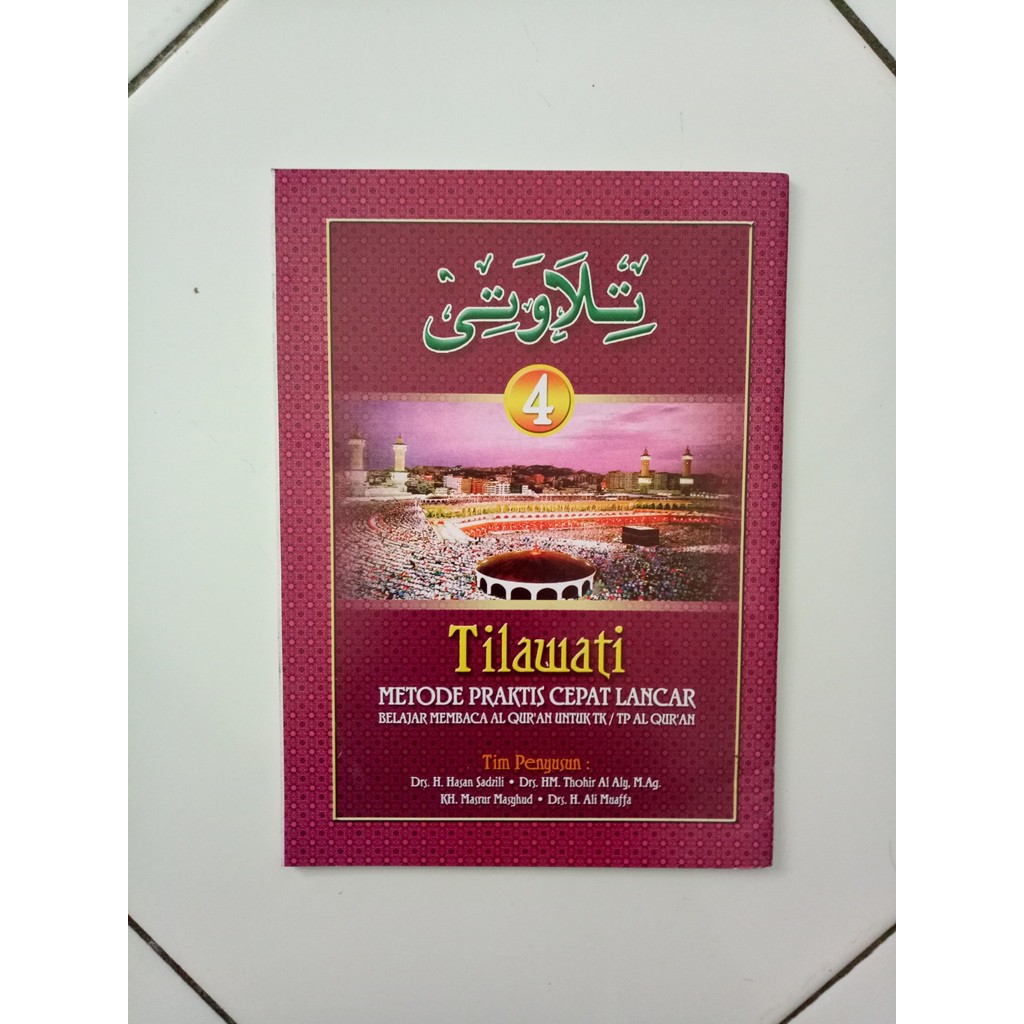 تِلَاوَتِىْ
4
Tilawati
METODE PRAKTIS CEPAT LANCAR
BELAJAR MEMBACA AL QUR'AN UNTUK TK / TP AL QUR'AN
Tim Penyusun :
Drs. H. Hasan Sadzili • Drs. HM. Thohir Al Aly, M.Ag.
KH. Masrur Masyhud • Drs. H. Ali Muaffa